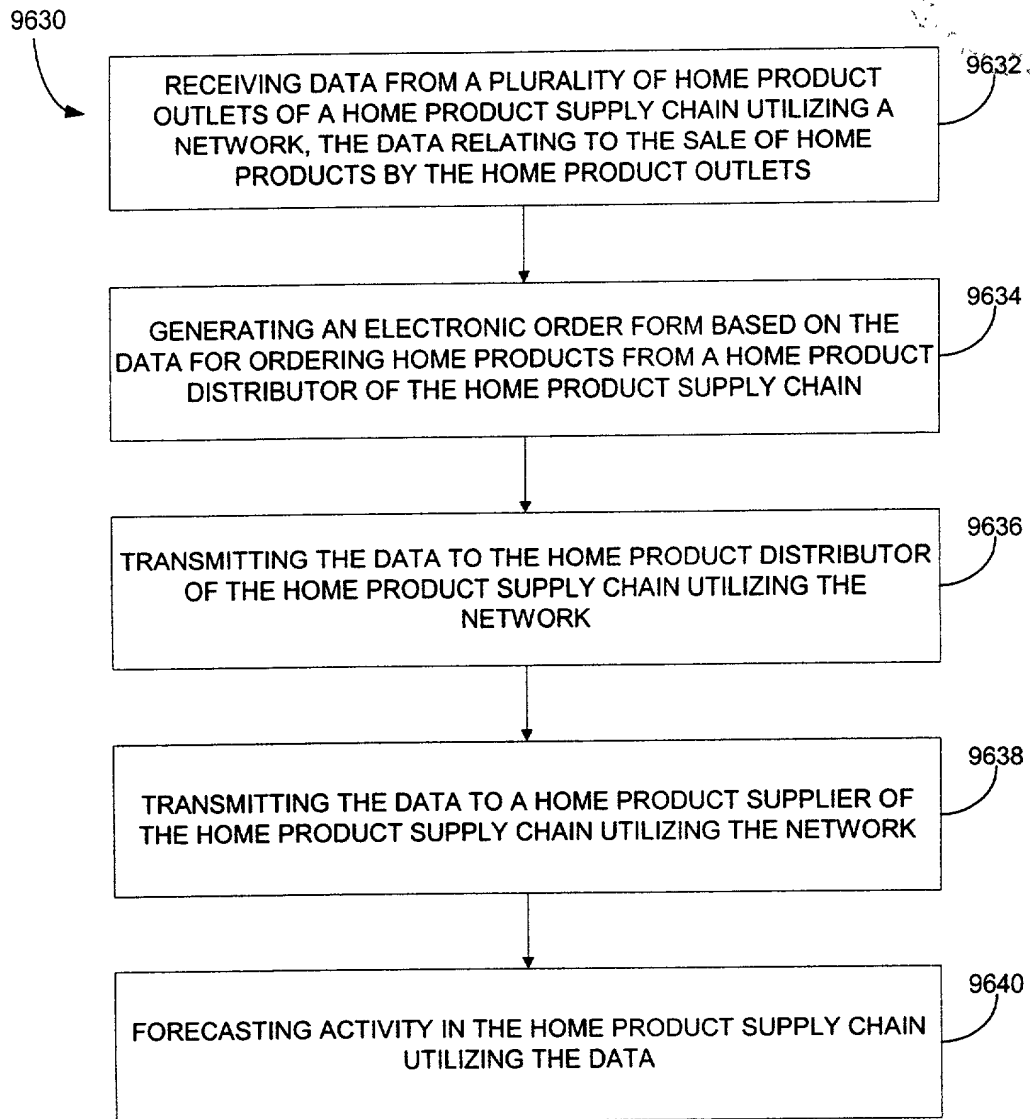 9630
9632
RECEIVING DATA FROM A PLURALITY OF HOME PRODUCT
OUTLETS OF A HOME PRODUCT SUPPLY CHAIN UTILIZING A
NETWORK, THE DATA RELATING TO THE SALE OF HOME
PRODUCTS BY THE HOME PRODUCT OUTLETS
9634
GENERATING AN ELECTRONIC ORDER FORM BASED ON THE
DATA FOR ORDERING HOME PRODUCTS FROM A HOME PRODUCT
DISTRIBUTOR OF THE HOME PRODUCT SUPPLY CHAIN
9636
TRANSMITTING THE DATA TO THE HOME PRODUCT DISTRIBUTOR
OF THE HOME PRODUCT SUPPLY CHAIN UTILIZING THE
NETWORK
9638
TRANSMITTING THE DATA TO A HOME PRODUCT SUPPLIER OF
THE HOME PRODUCT SUPPLY CHAIN UTILIZING THE NETWORK
9640
FORECASTING ACTIVITY IN THE HOME PRODUCT SUPPLY CHAIN
UTILIZING THE DATA